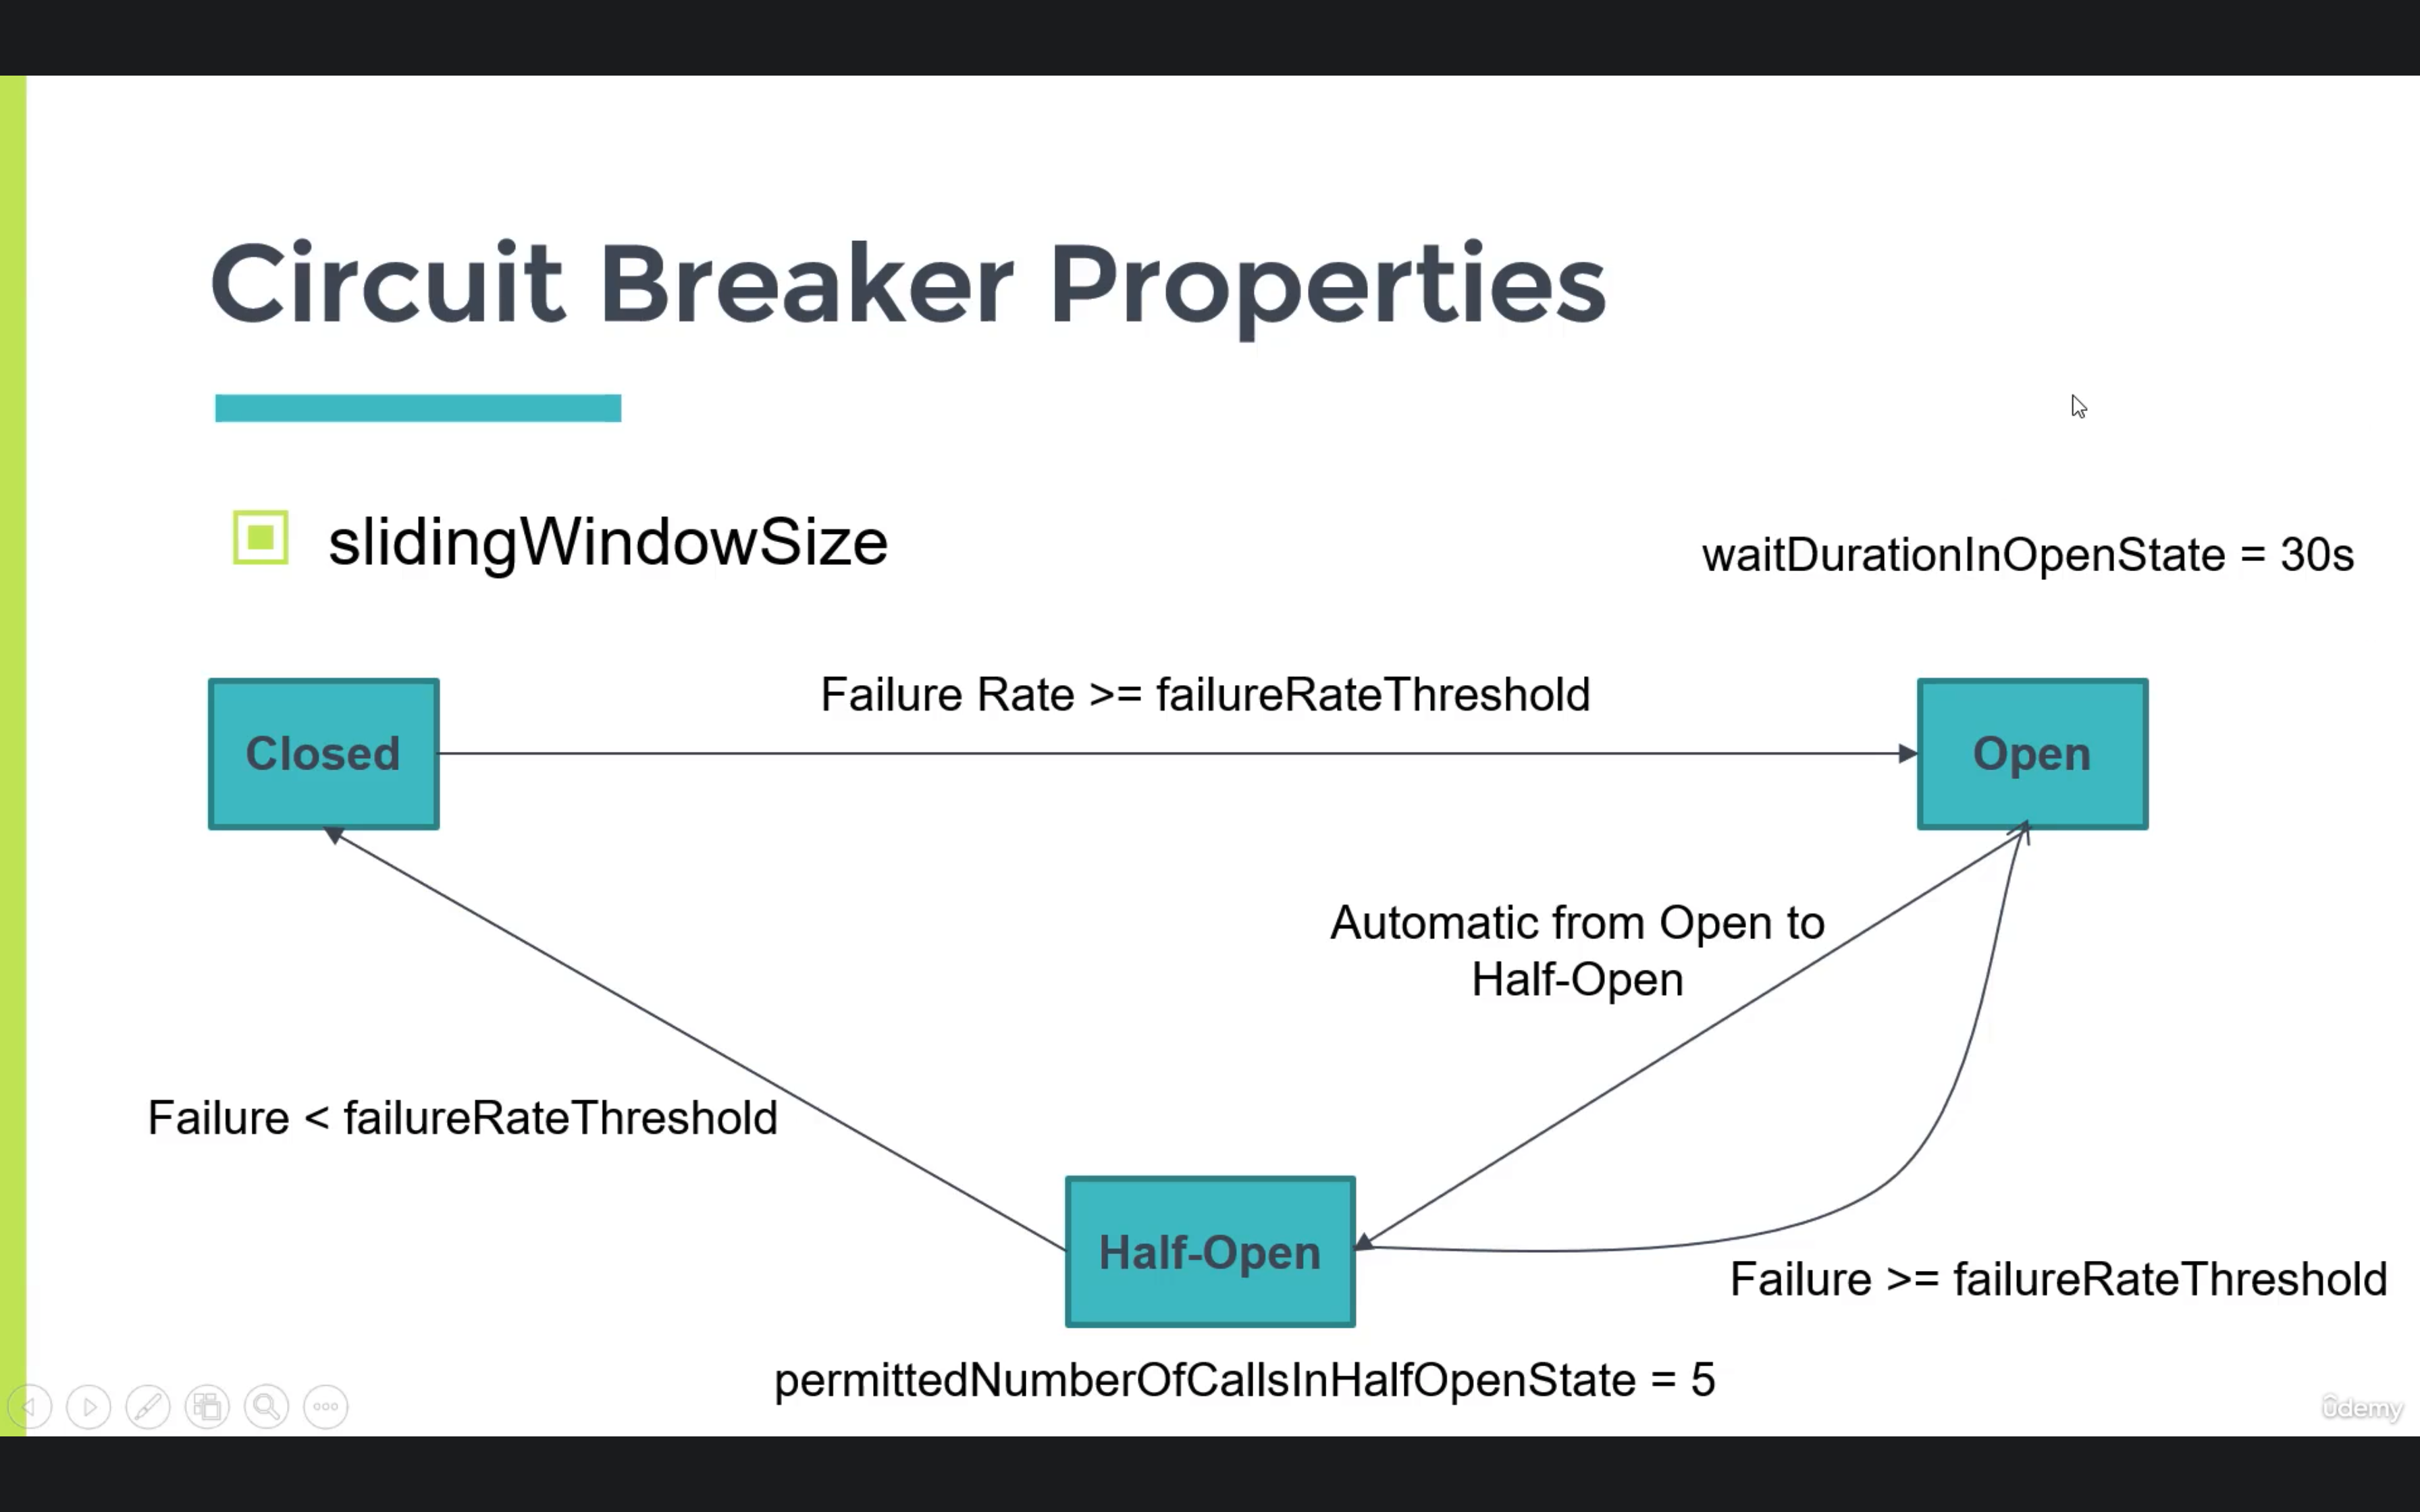 Circuit Breaker Properties
slidingWindowSize
waitDurationInOpenState = 30s
Failure Rate >= failureRateThreshold
Closed
Open
Automatic from Open to
Half-Open
Failure < failureRateThreshold
Half-Open
Failure >= failureRateThreshold
permittedNumberOfCallsInHalfOpenState = 5
ûdemy